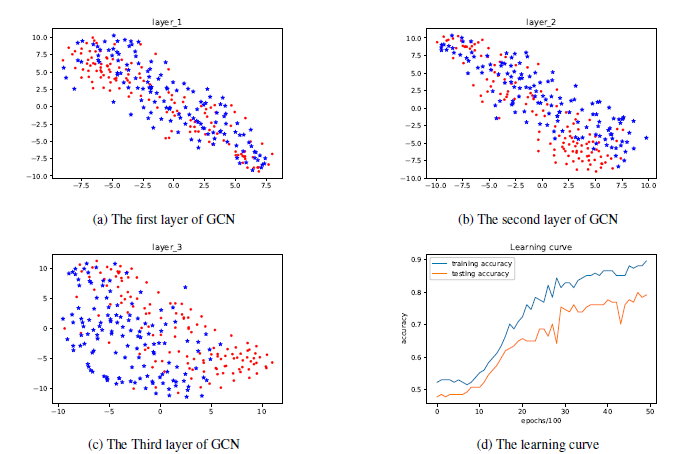 layer_1
10.0
7.5
5.0
2.5
0.0
−2.5
−5.0
−7.5
−10.0
−7.5 −5.0 −2.5 0.0 2.5 5.0 7.5
(a) The first layer of GCN
layer_2
10.0
7.5
5.0
2.5
0.0
−2.5
−5.0
−7.5
−10.0
−10.0 −7.5 −5.0 −2.5 0.0 2.5 5.0 7.5 10.0
(b) The second layer of GCN
layer_3
10
5
0
−5
−10
−10 −5 0 5 10
(c) The Third layer of GCN
Learning curve
training accuracy
testing accuracy
accuracy
0.9
0.8
0.7
0.6
0.5
0 10 20 30 40 50
epochs/100
(d) The learning curve